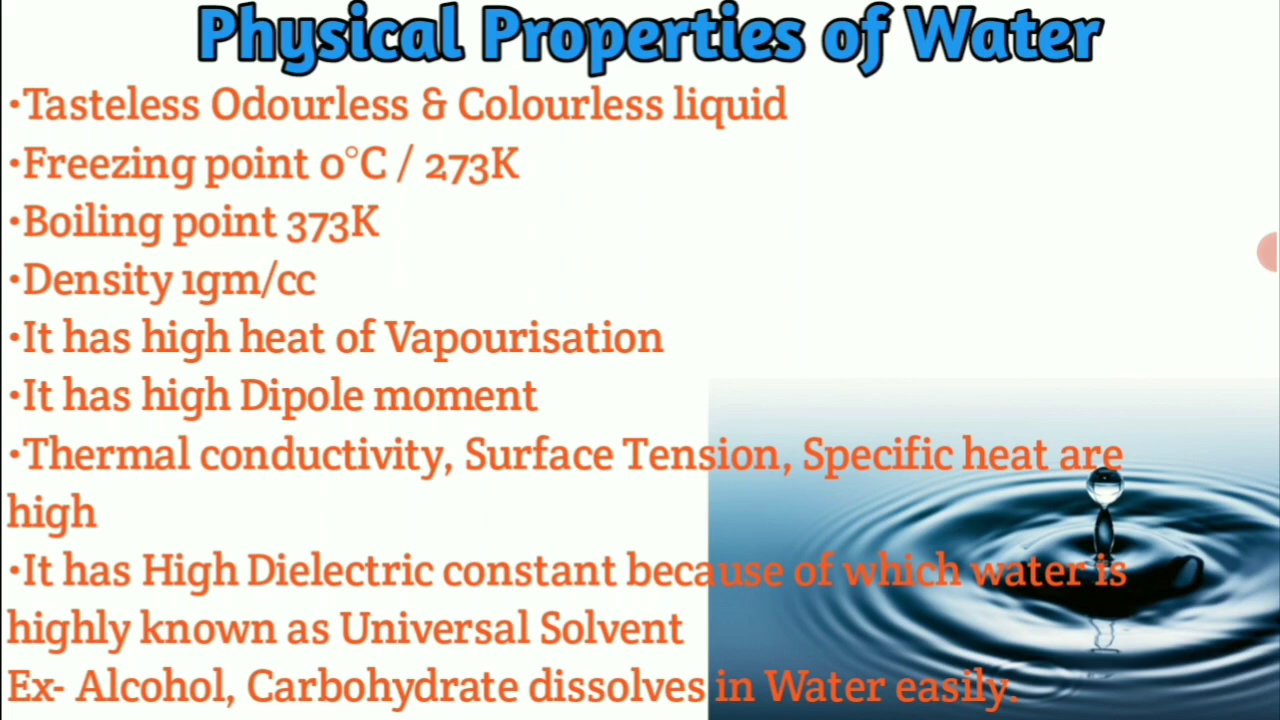 Physical Properties of Water
•Tasteless Odourless & Colourless liquid
•Freezing point 0°C / 273K
•Boiling point 373K
•Density 1gm/cc
•It has high heat of Vapourisation
•It has high Dipole moment
•Thermal conductivity, Surface Tension, Specific heat are
high
•It has High Dielectric constant because of which water is
highly known as Universal Solvent
Ex- Alcohol, Carbohydrate dissolves in Water easily.